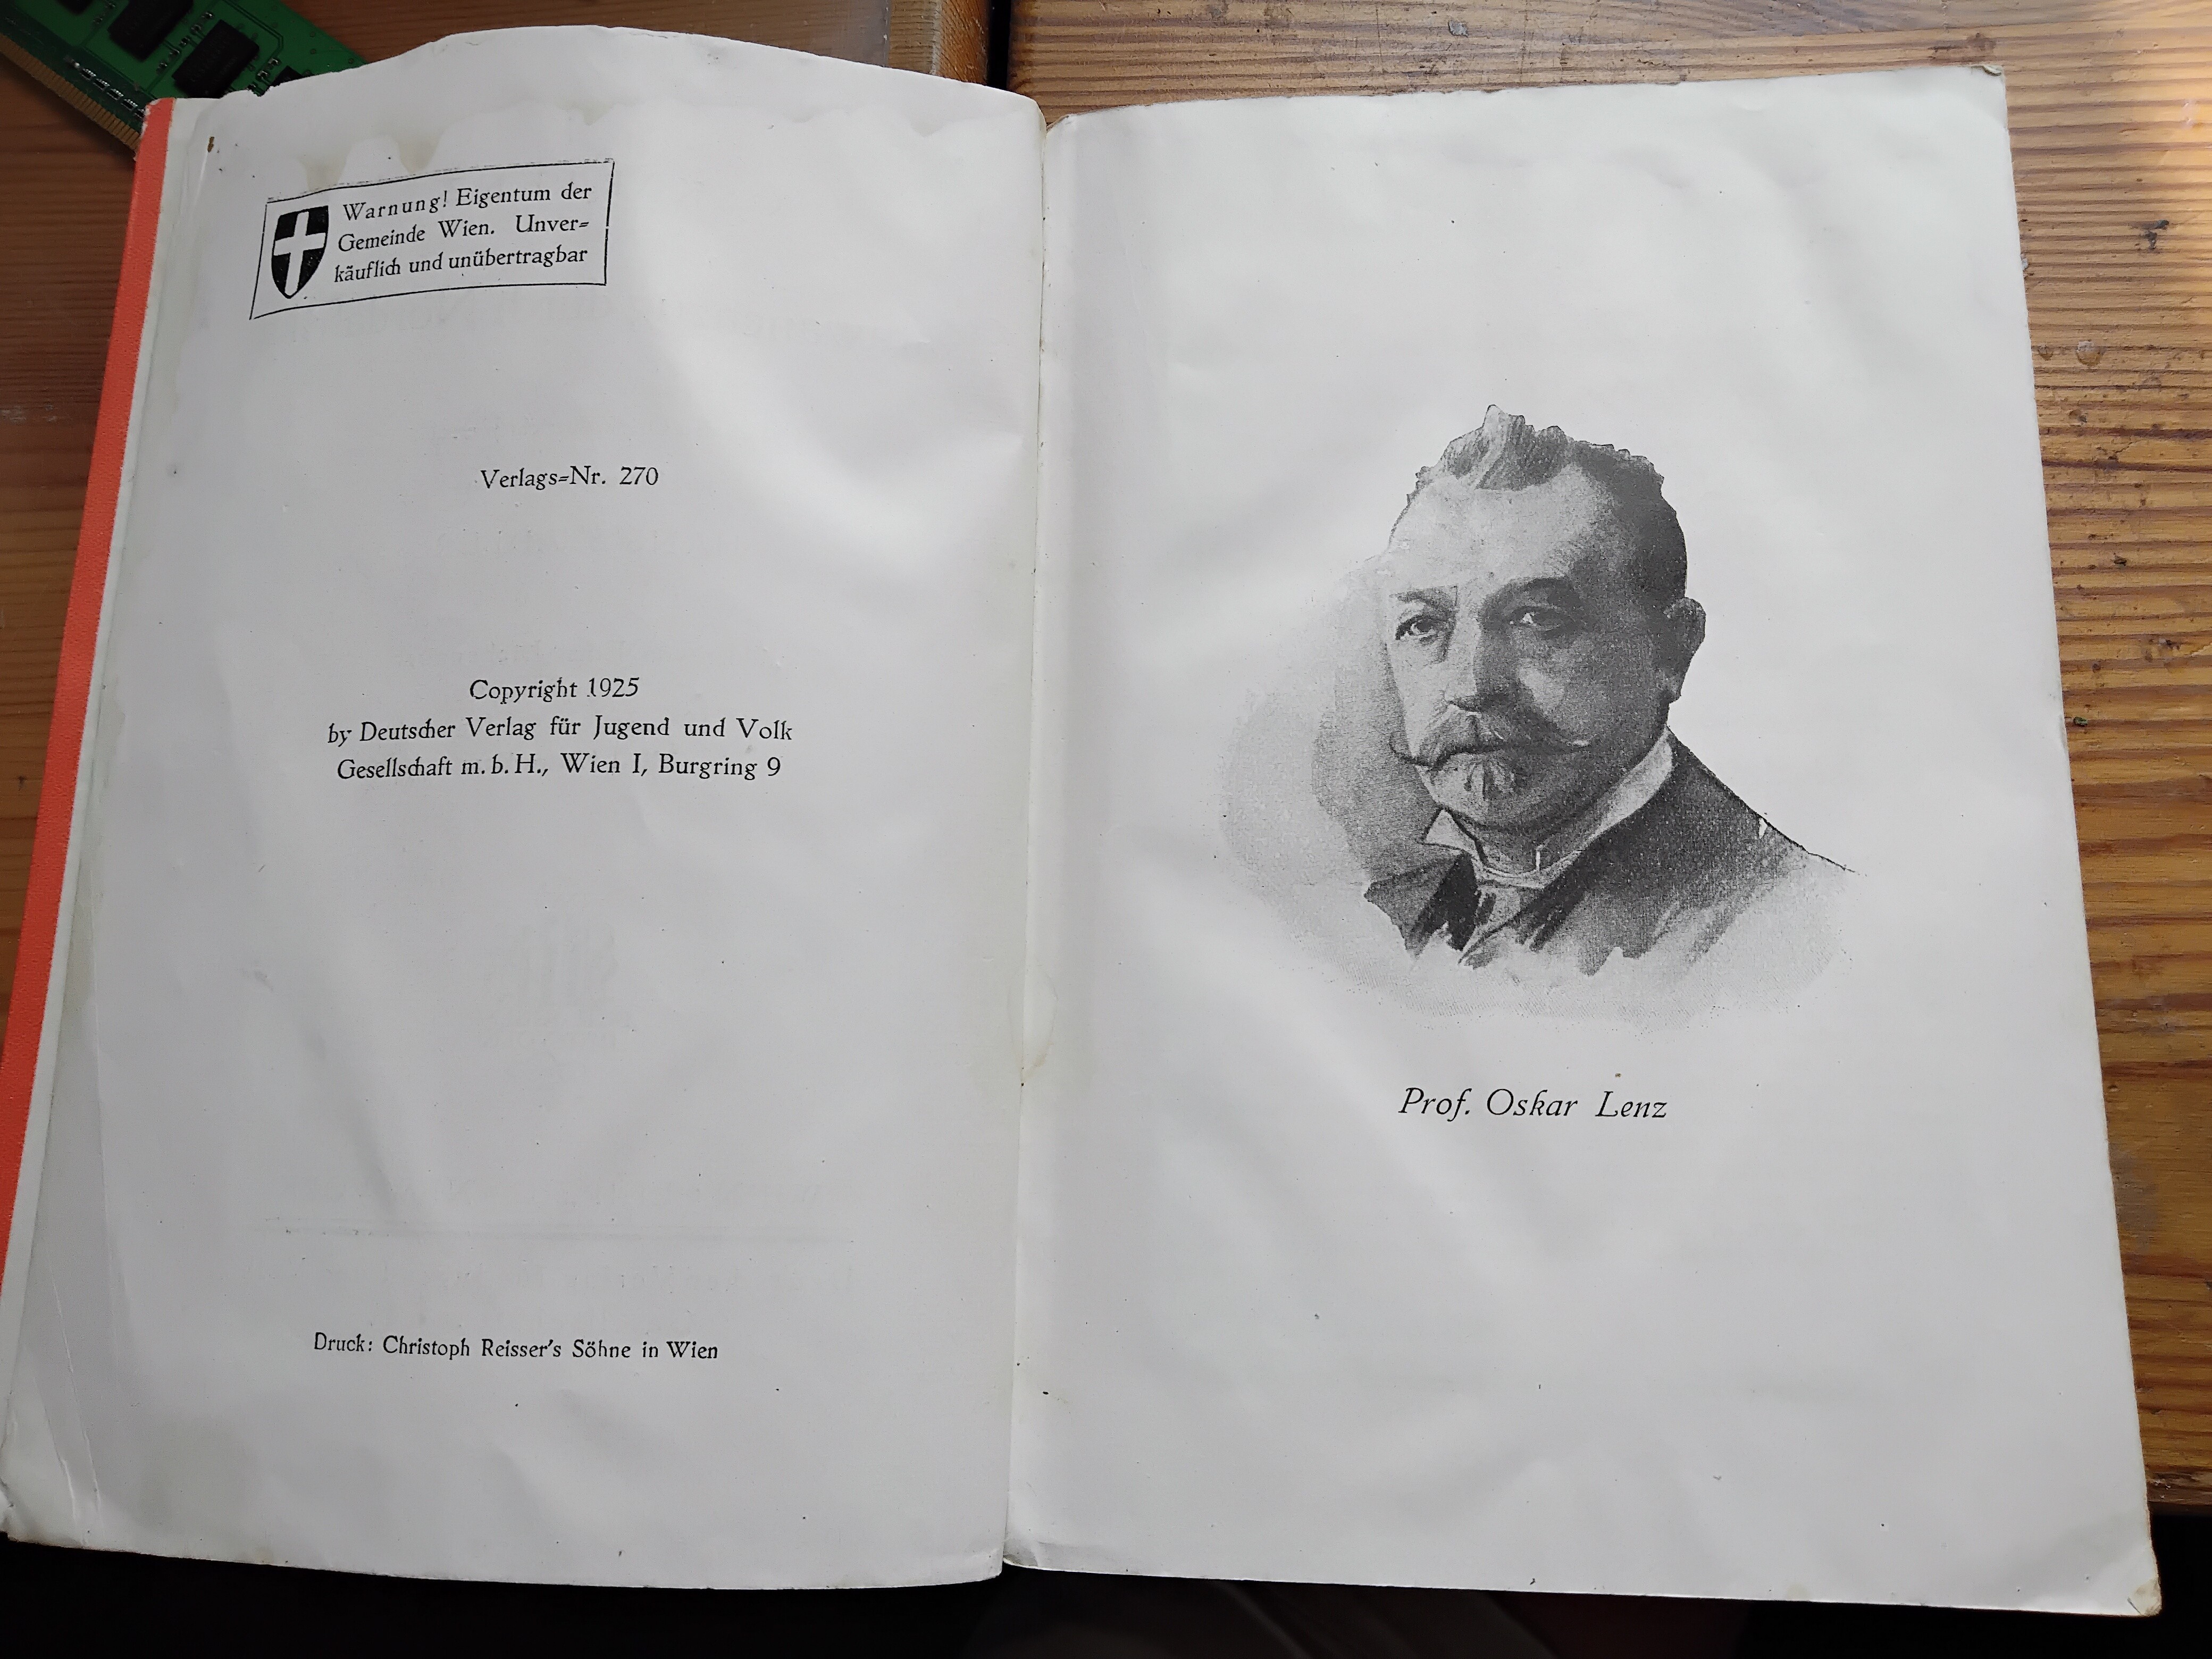 Warnung! Eigentum der
Gemeinde Wien. Unver=
käuflich und unübertragbar
Verlags=Nr. 270
Copyright 1925
by Deutscher Verlag für Jugend und Volk
Gesellschaft m. b. H., Wien I, Burgring 9
Druck: Christoph Reisser's Söhne in Wien
Prof. Oskar Lenz